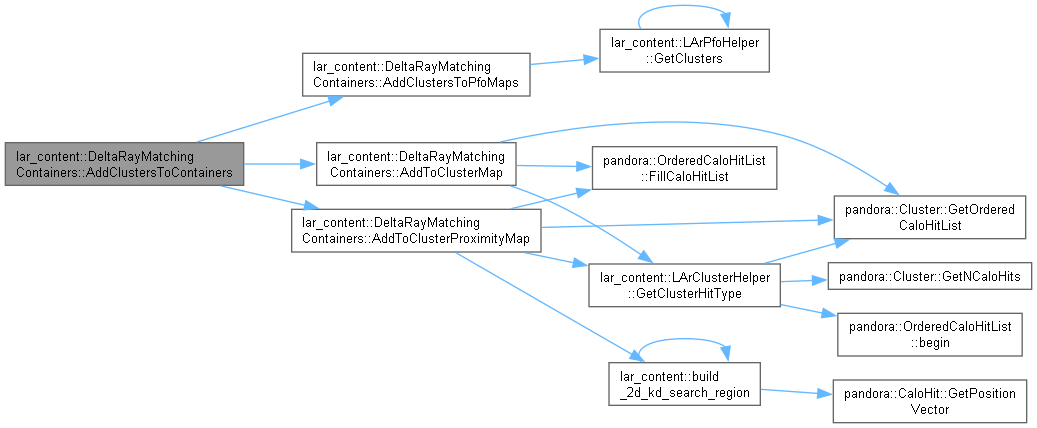 lar_content::DeltaRayMatching
Containers::AddClustersToContainers
lar_content::DeltaRayMatching
Containers::AddClustersToPfoMaps
lar_content::LArPfoHelper
::GetClusters
lar_content::DeltaRayMatching
Containers::AddToClusterMap
pandora::OrderedCaloHitList
::FillCaloHitList
lar_content::DeltaRayMatching
Containers::AddToClusterProximityMap
pandora::Cluster::GetOrdered
CaloHitList
lar_content::LArClusterHelper
::GetClusterHitType
pandora::Cluster::GetNCaloHits
pandora::OrderedCaloHitList
::begin
lar_content::build
_2d_kd_search_region
pandora::CaloHit::GetPosition
Vector